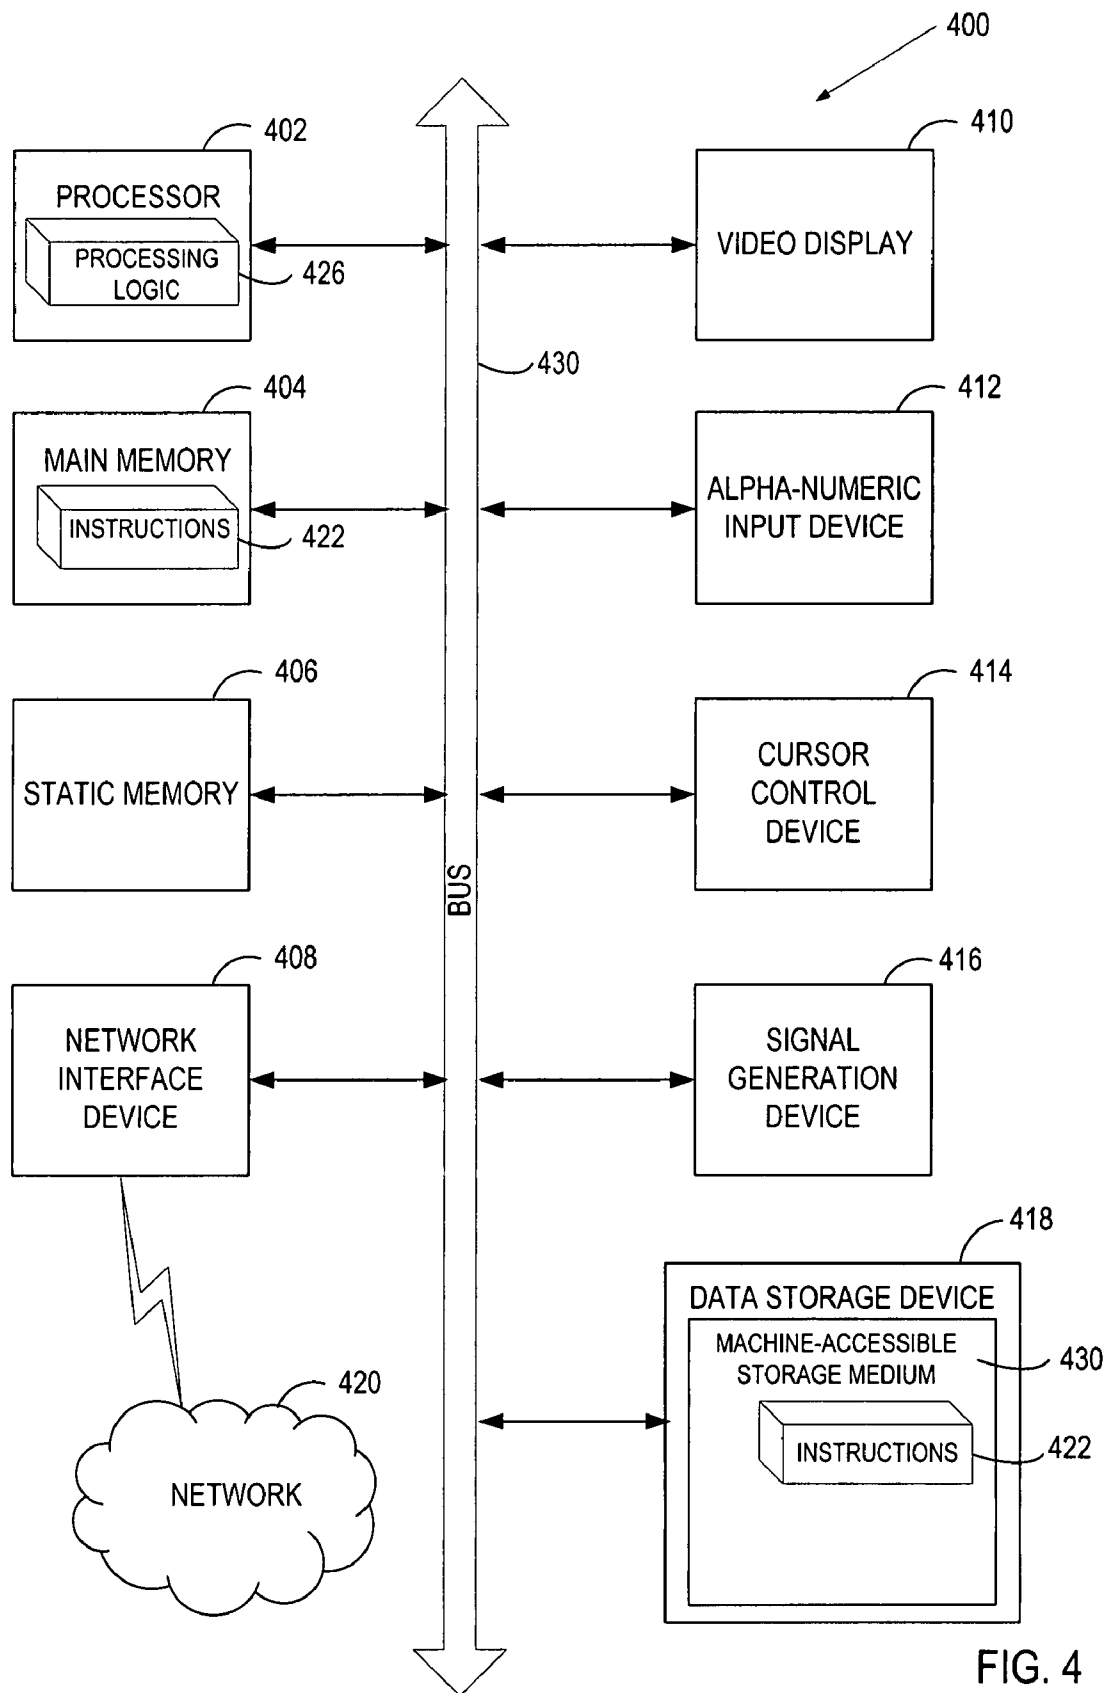 400
402
PROCESSOR
PROCESSING
LOGIC
426
410
VIDEO DISPLAY
430
404
MAIN MEMORY
INSTRUCTIONS
422
412
ALPHA-NUMERIC
INPUT DEVICE
406
STATIC MEMORY
414
CURSOR
CONTROL
DEVICE
BUS
408
NETWORK
INTERFACE
DEVICE
416
SIGNAL
GENERATION
DEVICE
418
DATA STORAGE DEVICE
MACHINE-ACCESSIBLE
STORAGE MEDIUM
430
INSTRUCTIONS
422
420
NETWORK
FIG. 4